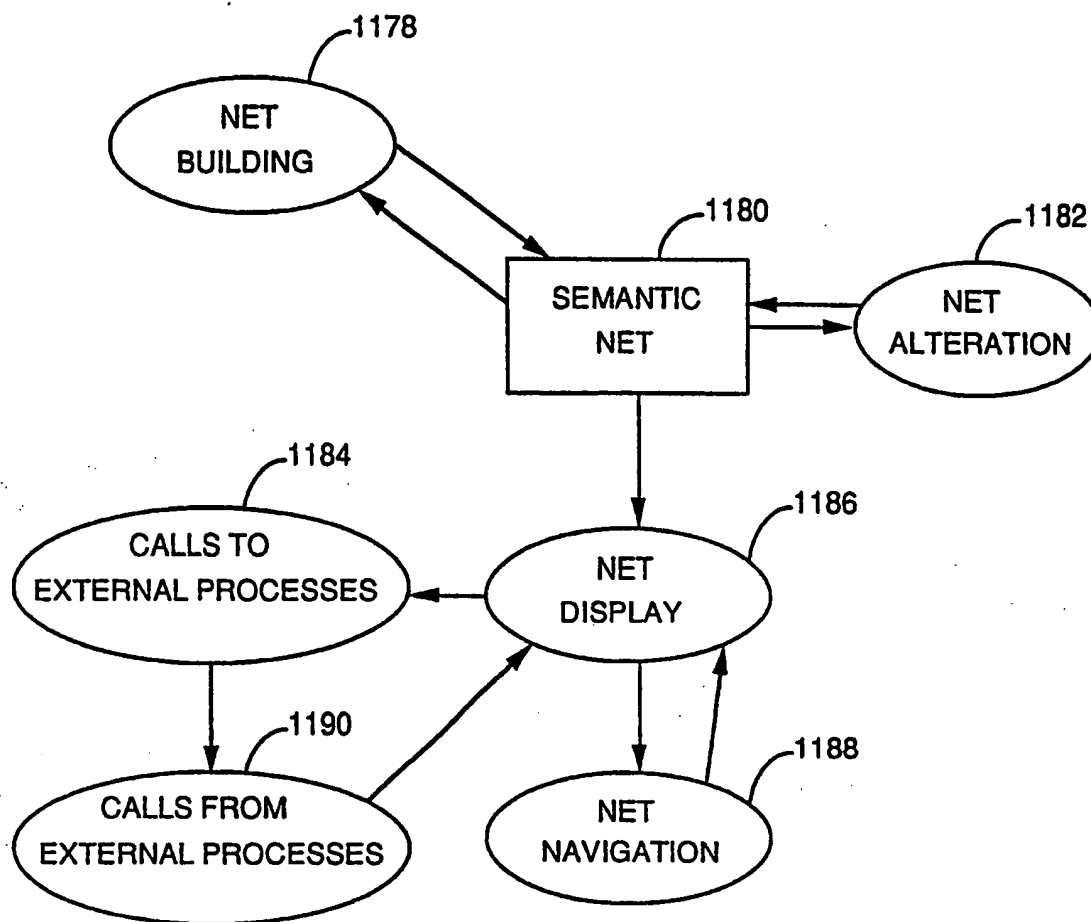 1178
NET
BUILDING
1180
SEMANTIC
NET
1182
NET
ALTERATION
1184
CALLS TO
EXTERNAL PROCESSES
1186
NET
DISPLAY
1190
CALLS FROM
EXTERNAL PROCESSES
1188
NET
NAVIGATION